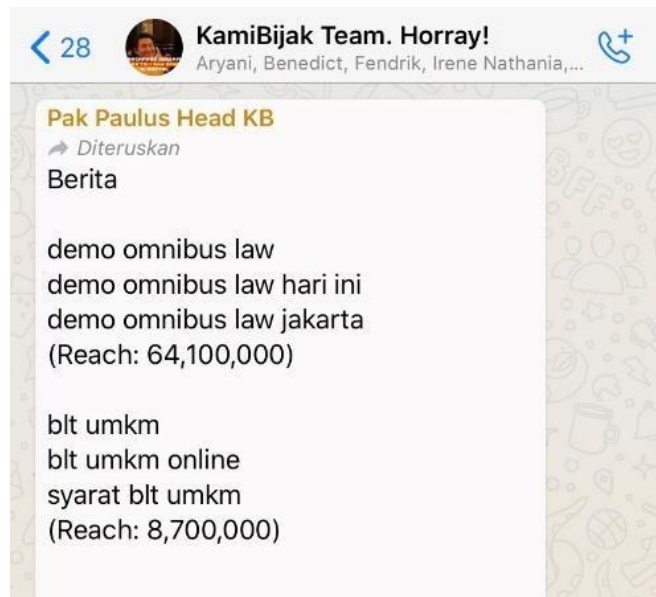 28
KamiBijak Team. Horray!
Aryani, Benedict, Fendrik, Irene Nathania,...
Pak Paulus Head KB
Diteruskan
Berita
demo omnibus law
demo omnibus law hari ini
demo omnibus law jakarta
(Reach: 64,100,000)
blt umkm
blt umkm online
syarat blt umkm
(Reach: 8,700,000)